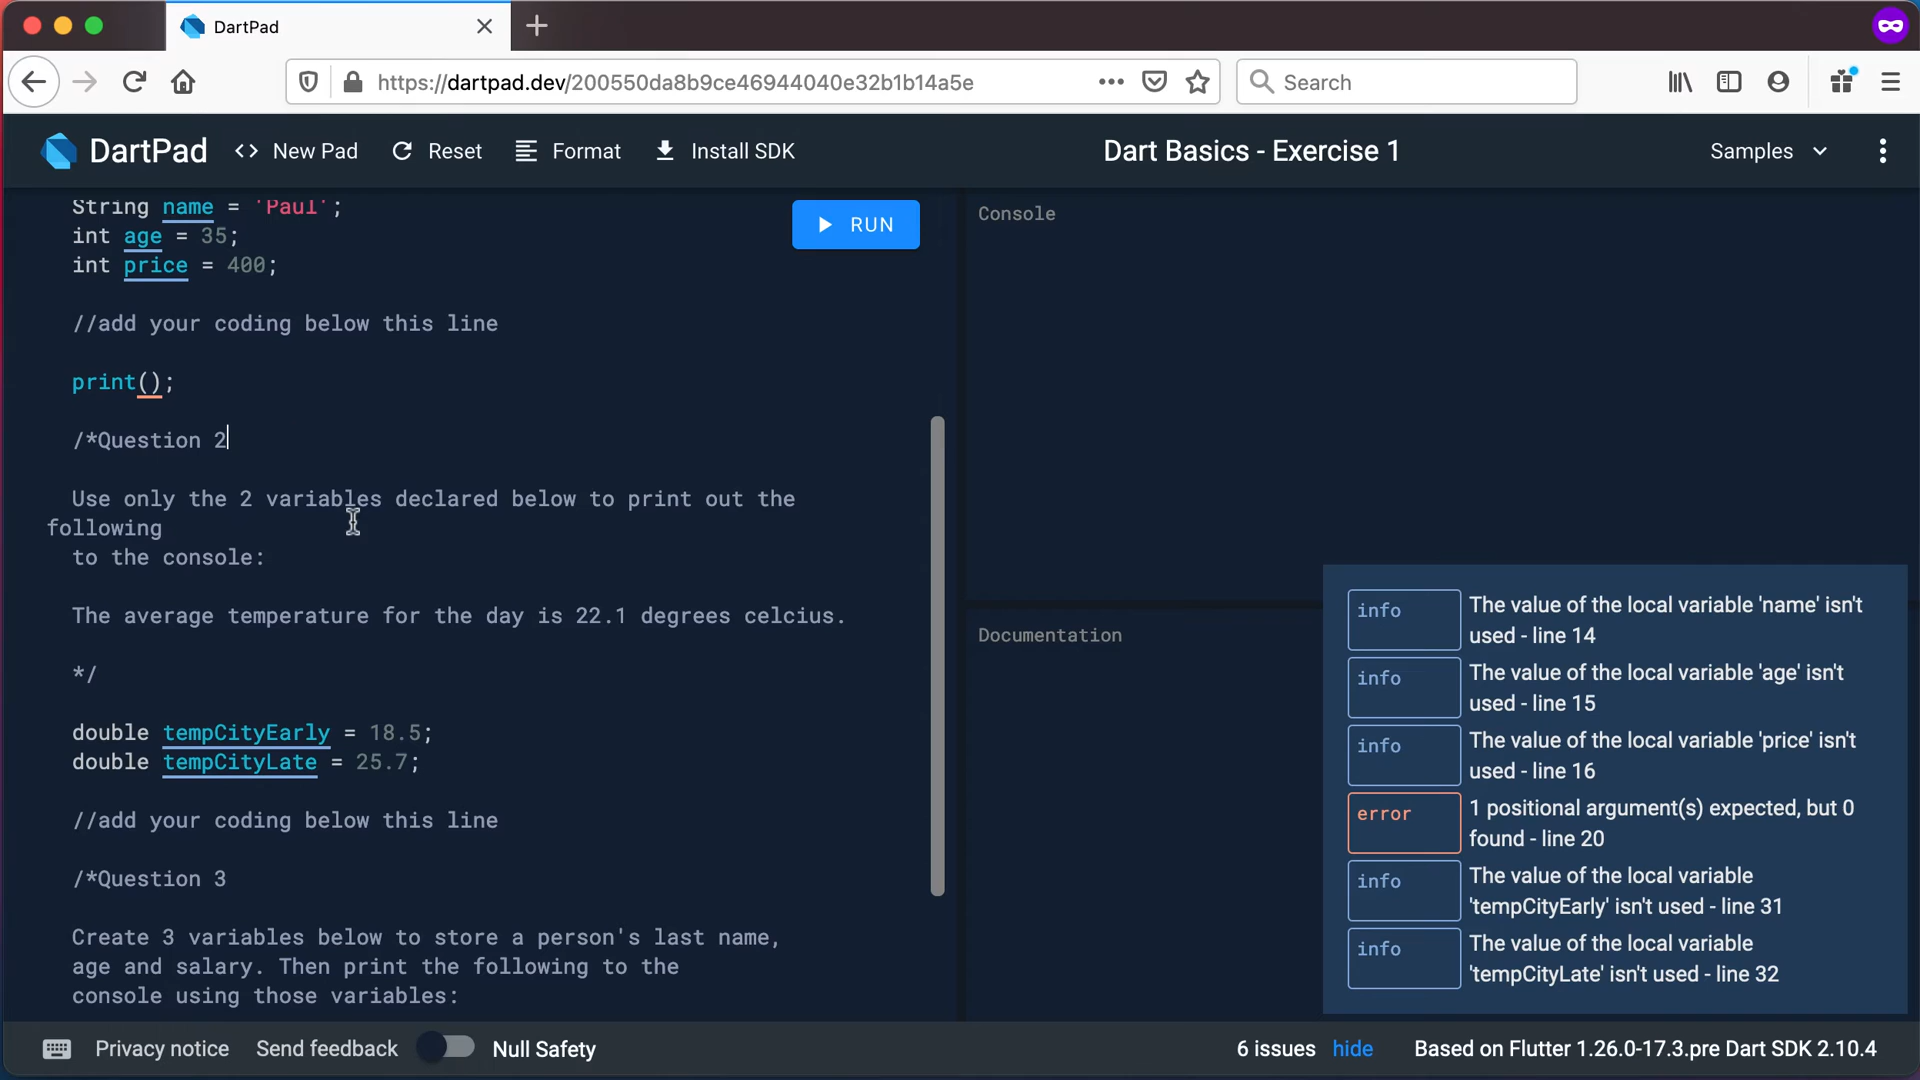 DartPad
https://dartpad.dev/200550da8b9ce46944040e32b1b14a5e
Search
DartPad
New Pad
Reset
Format
Install SDK
Dart Basics - Exercise 1
Samples
String name = 'Paul';
int age = 35;
int price = 400;
//add your coding below this line
print();
/*Question 2
Use only the 2 variables declared below to print out the
following
to the console:
The average temperature for the day is 22.1 degrees celcius.
*/
double tempCityEarly = 18.5;
double tempCityLate = 25.7;
//add your coding below this line
/*Question 3
Create 3 variables below to store a person's last name,
age and salary. Then print the following to the
console using those variables:
RUN
Console
Documentation
info
The value of the local variable 'name' isn't
used - line 14
info
The value of the local variable 'age' isn't
used - line 15
info
The value of the local variable 'price' isn't
used - line 16
error
1 positional argument(s) expected, but 0
found - line 20
info
The value of the local variable
'tempCityEarly' isn't used - line 31
info
The value of the local variable
'tempCityLate' isn't used - line 32
Privacy notice
Send feedback
Null Safety
6 issues
hide
Based on Flutter 1.26.0-17.3.pre Dart SDK 2.10.4